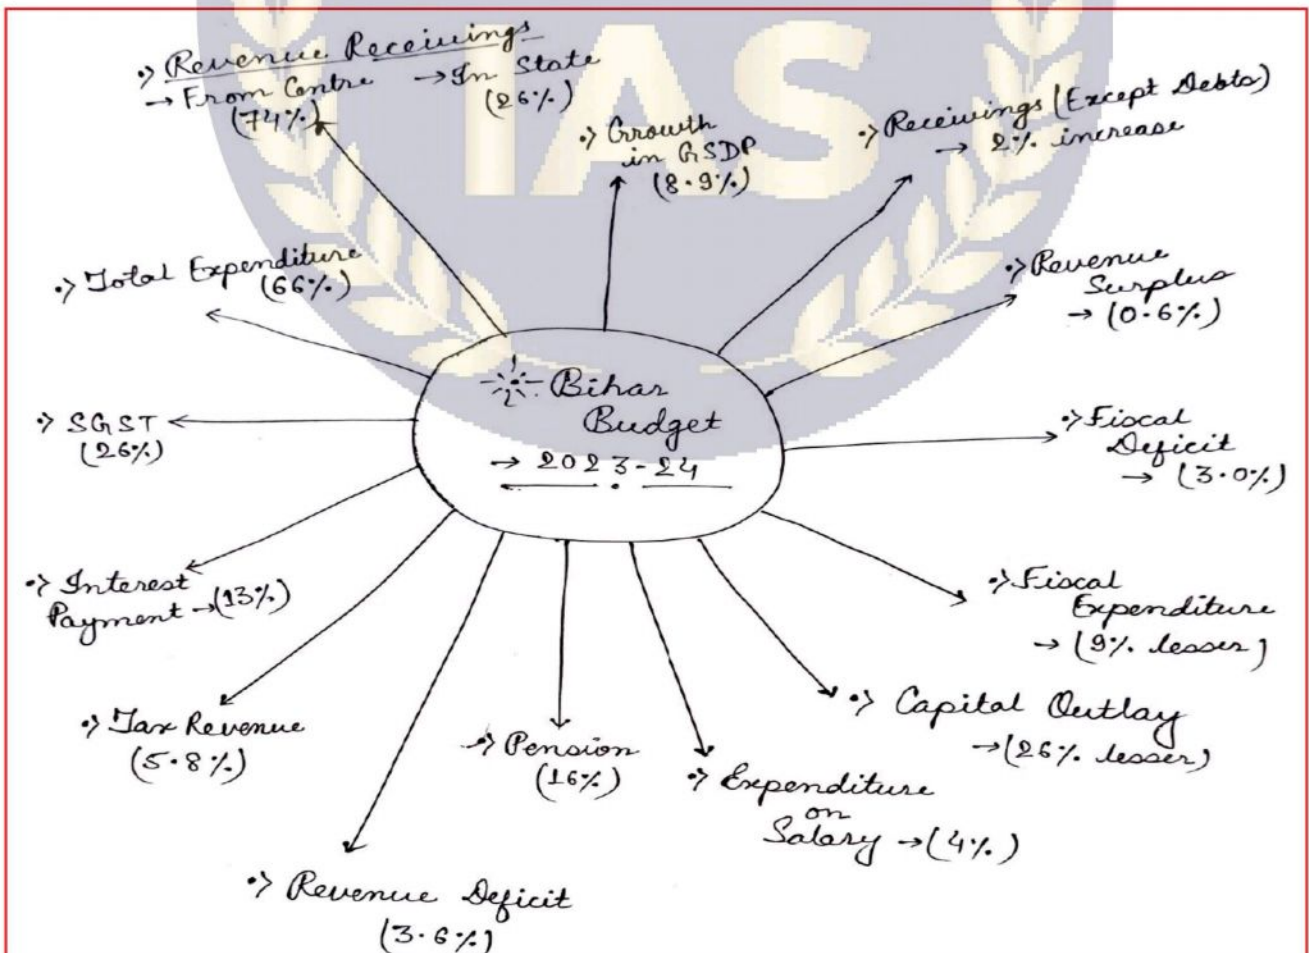 IAS
•> Revenue Receivings
→ From Centre → In State
(74%) (26%)
•> Growth
in GSDP
(8.9%)
•> Receivings (Except Debts)
→ 2% increase
•> Total Expenditure
(66%)
•> Revenue
Surplus
→ (0.6%)
Bihar
Budget
→ 2023-24
•> SGST
(26%)
•> Fiscal
Deficit
→ (3.0%)
•> Interest
Payment → (13%)
•> Fiscal
Expenditure
→ (9% lesser)
•> Tax Revenue
(5.8%)
•> Pension
(16%)
•> Capital Outlay
→ (26% lesser)
•> Expenditure
on
Salary → (4%)
•> Revenue Deficit
(3.6%)